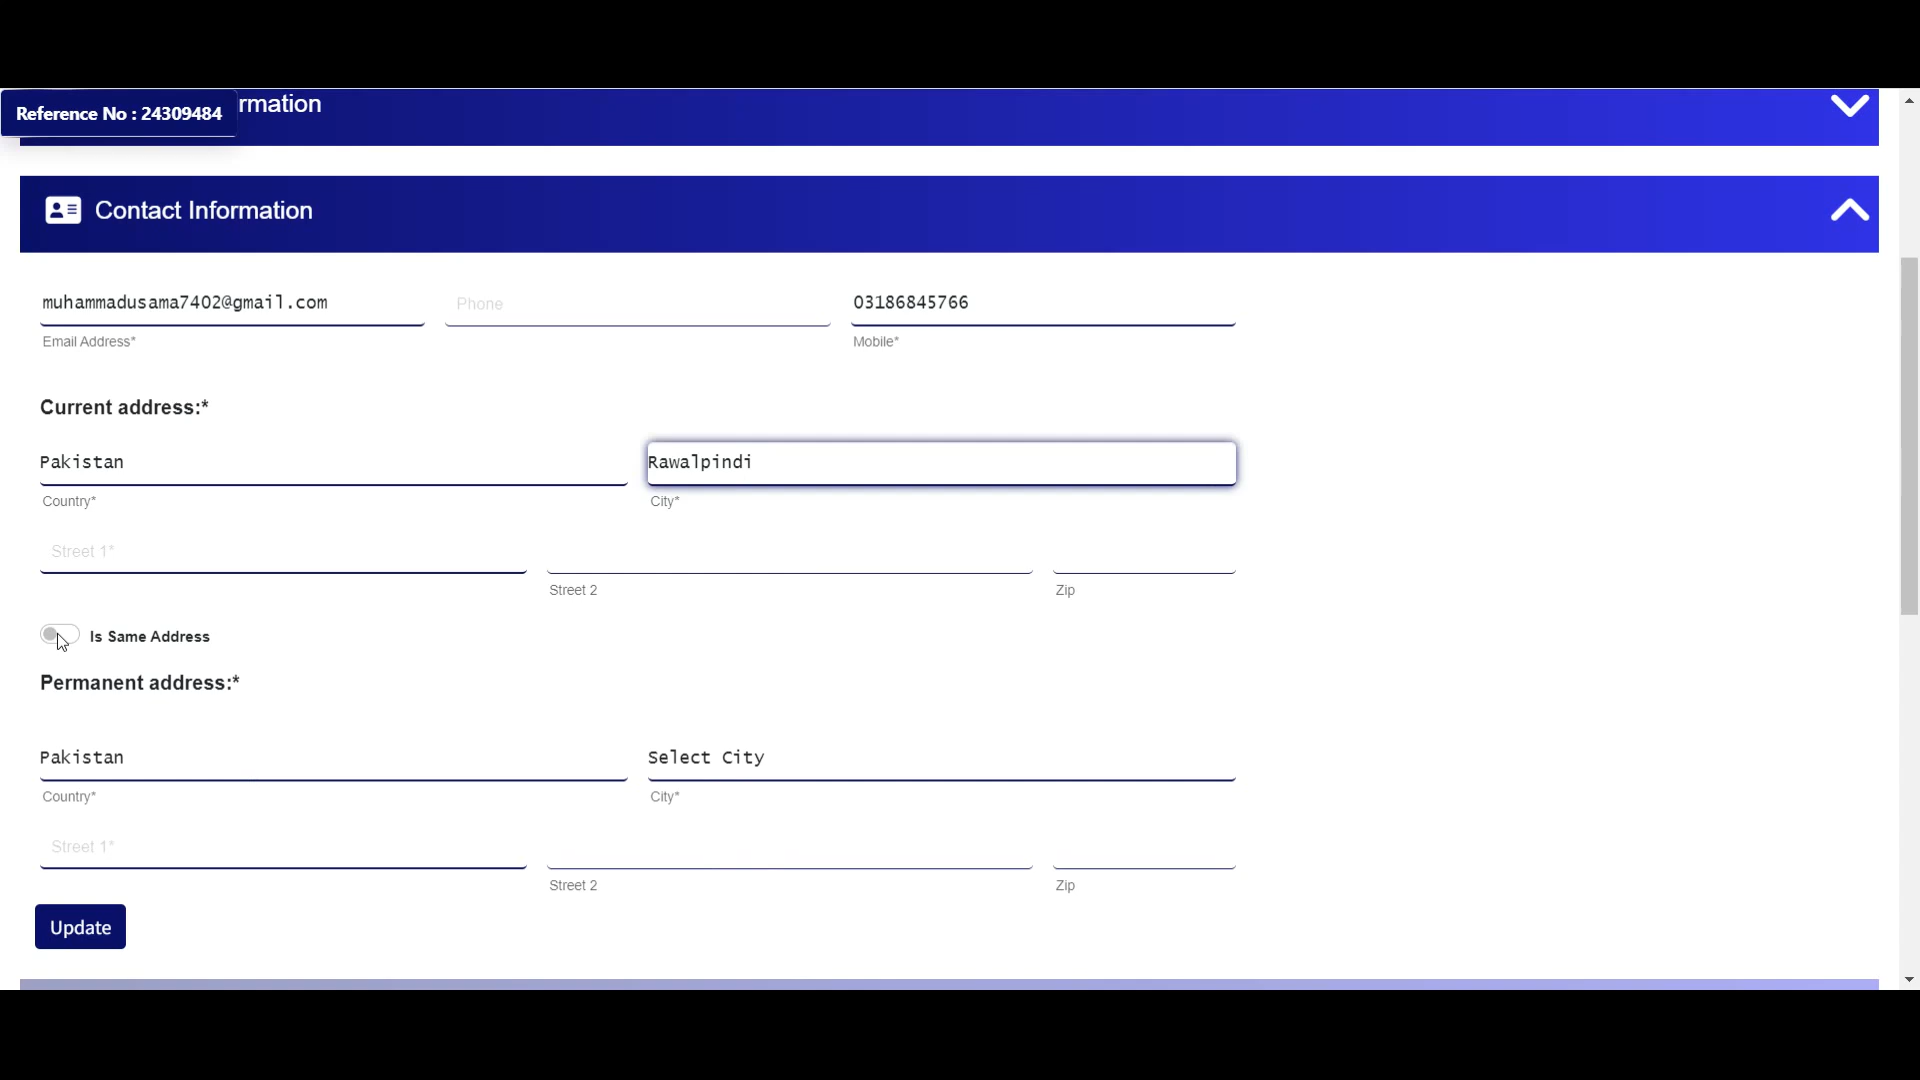 Reference No : 24309484
rmation
Contact Information
muhammadusama7402@gmail.com
Phone
03186845766
Email Address*
Mobile*
Current address:*
Pakistan
Rawalpindi
Country*
City*
Street 1*
Street 2
Zip
Is Same Address
Permanent address:*
Pakistan
Select City
Country*
City*
Street 1*
Street 2
Zip
Update